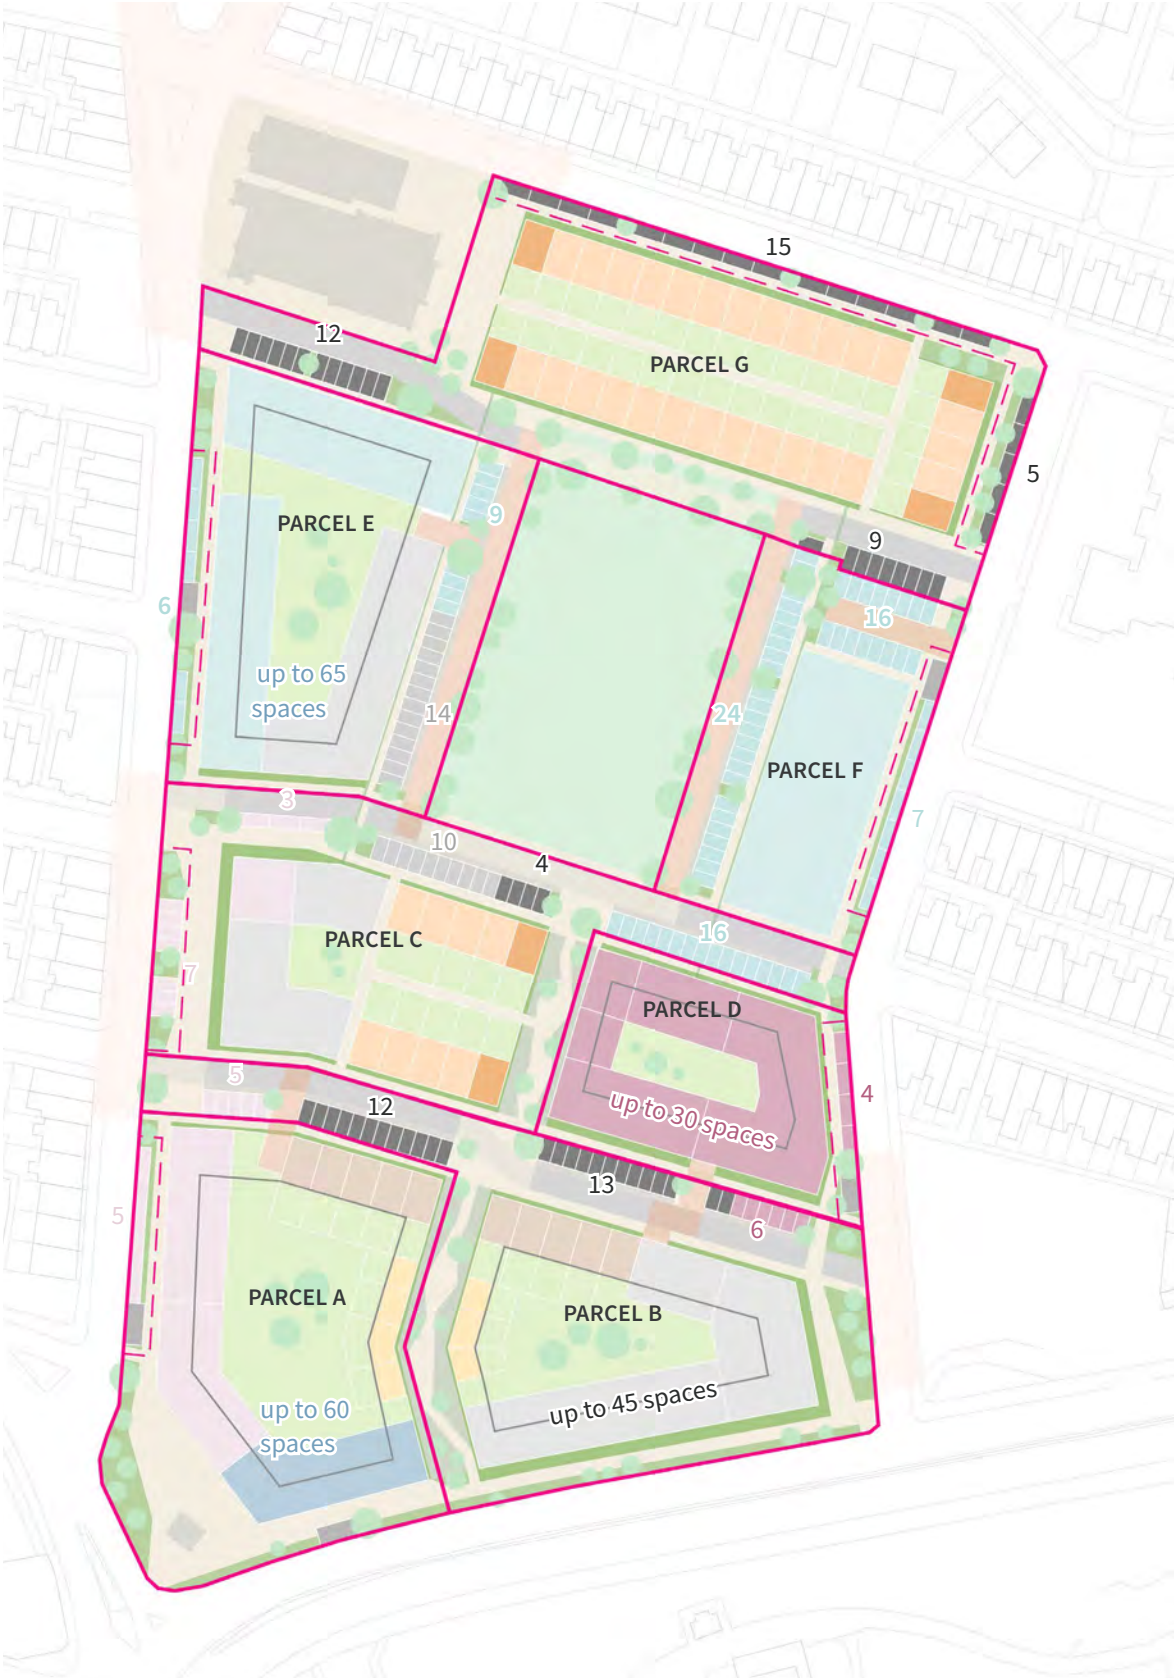 15
12
PARCEL G
5
9
PARCEL E
9
6
16
up to 65
spaces
14
24
PARCEL F
3
10
4
7
16
PARCEL C
7
PARCEL D
5
12
up to 30 spaces
4
13
6
5
PARCEL A
PARCEL B
up to 45 spaces
up to 60
spaces